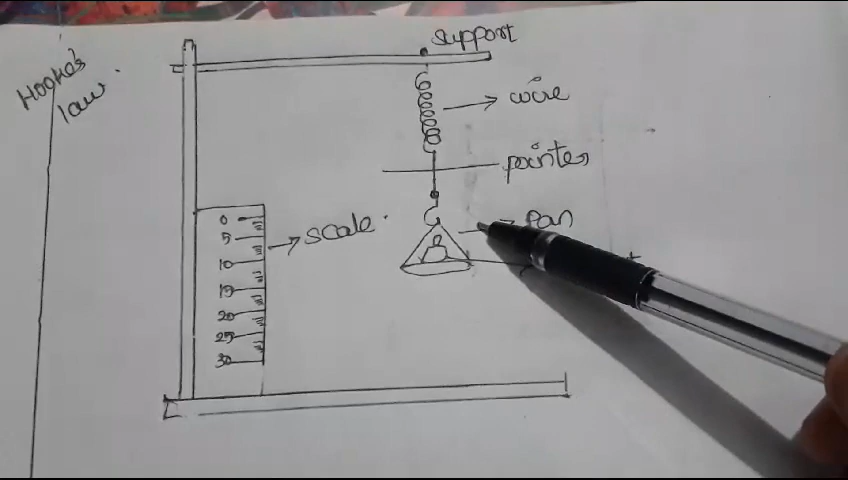 Hooke's
law.
support
wire
pointer
pan
scale.
0
5
10
15
20
25
30